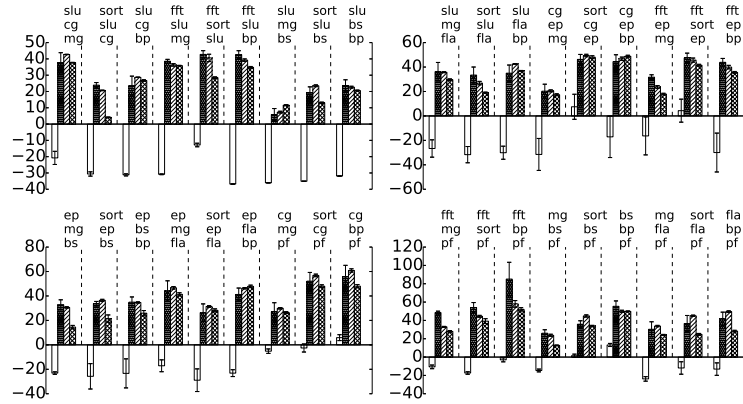 slu sort slu fft fft fft slu sort slu
cg slu cg mg sort slu mg slu bs
mg cg bp slu slu bp bs bs bp
50
40
30
20
10
0
−10
−20
−30
−40
slu sort slu cg sort cg fft fft fft
mg slu fla ep cg ep ep sort ep
fla fla bp mg ep bp mg ep bp
60
40
20
0
−20
−40
−60
ep sort ep ep sort ep cg sort cg
mg ep bs mg ep fla mg cg bp
bs bs bp fla fla bp pf pf pf
80
60
40
20
0
−20
−40
fft fft fft mg sort bs mg sort fla
mg sort bp bs bs bp fla fla bp
pf pf pf pf pf pf pf pf pf
120
100
80
60
40
20
0
−20
−40